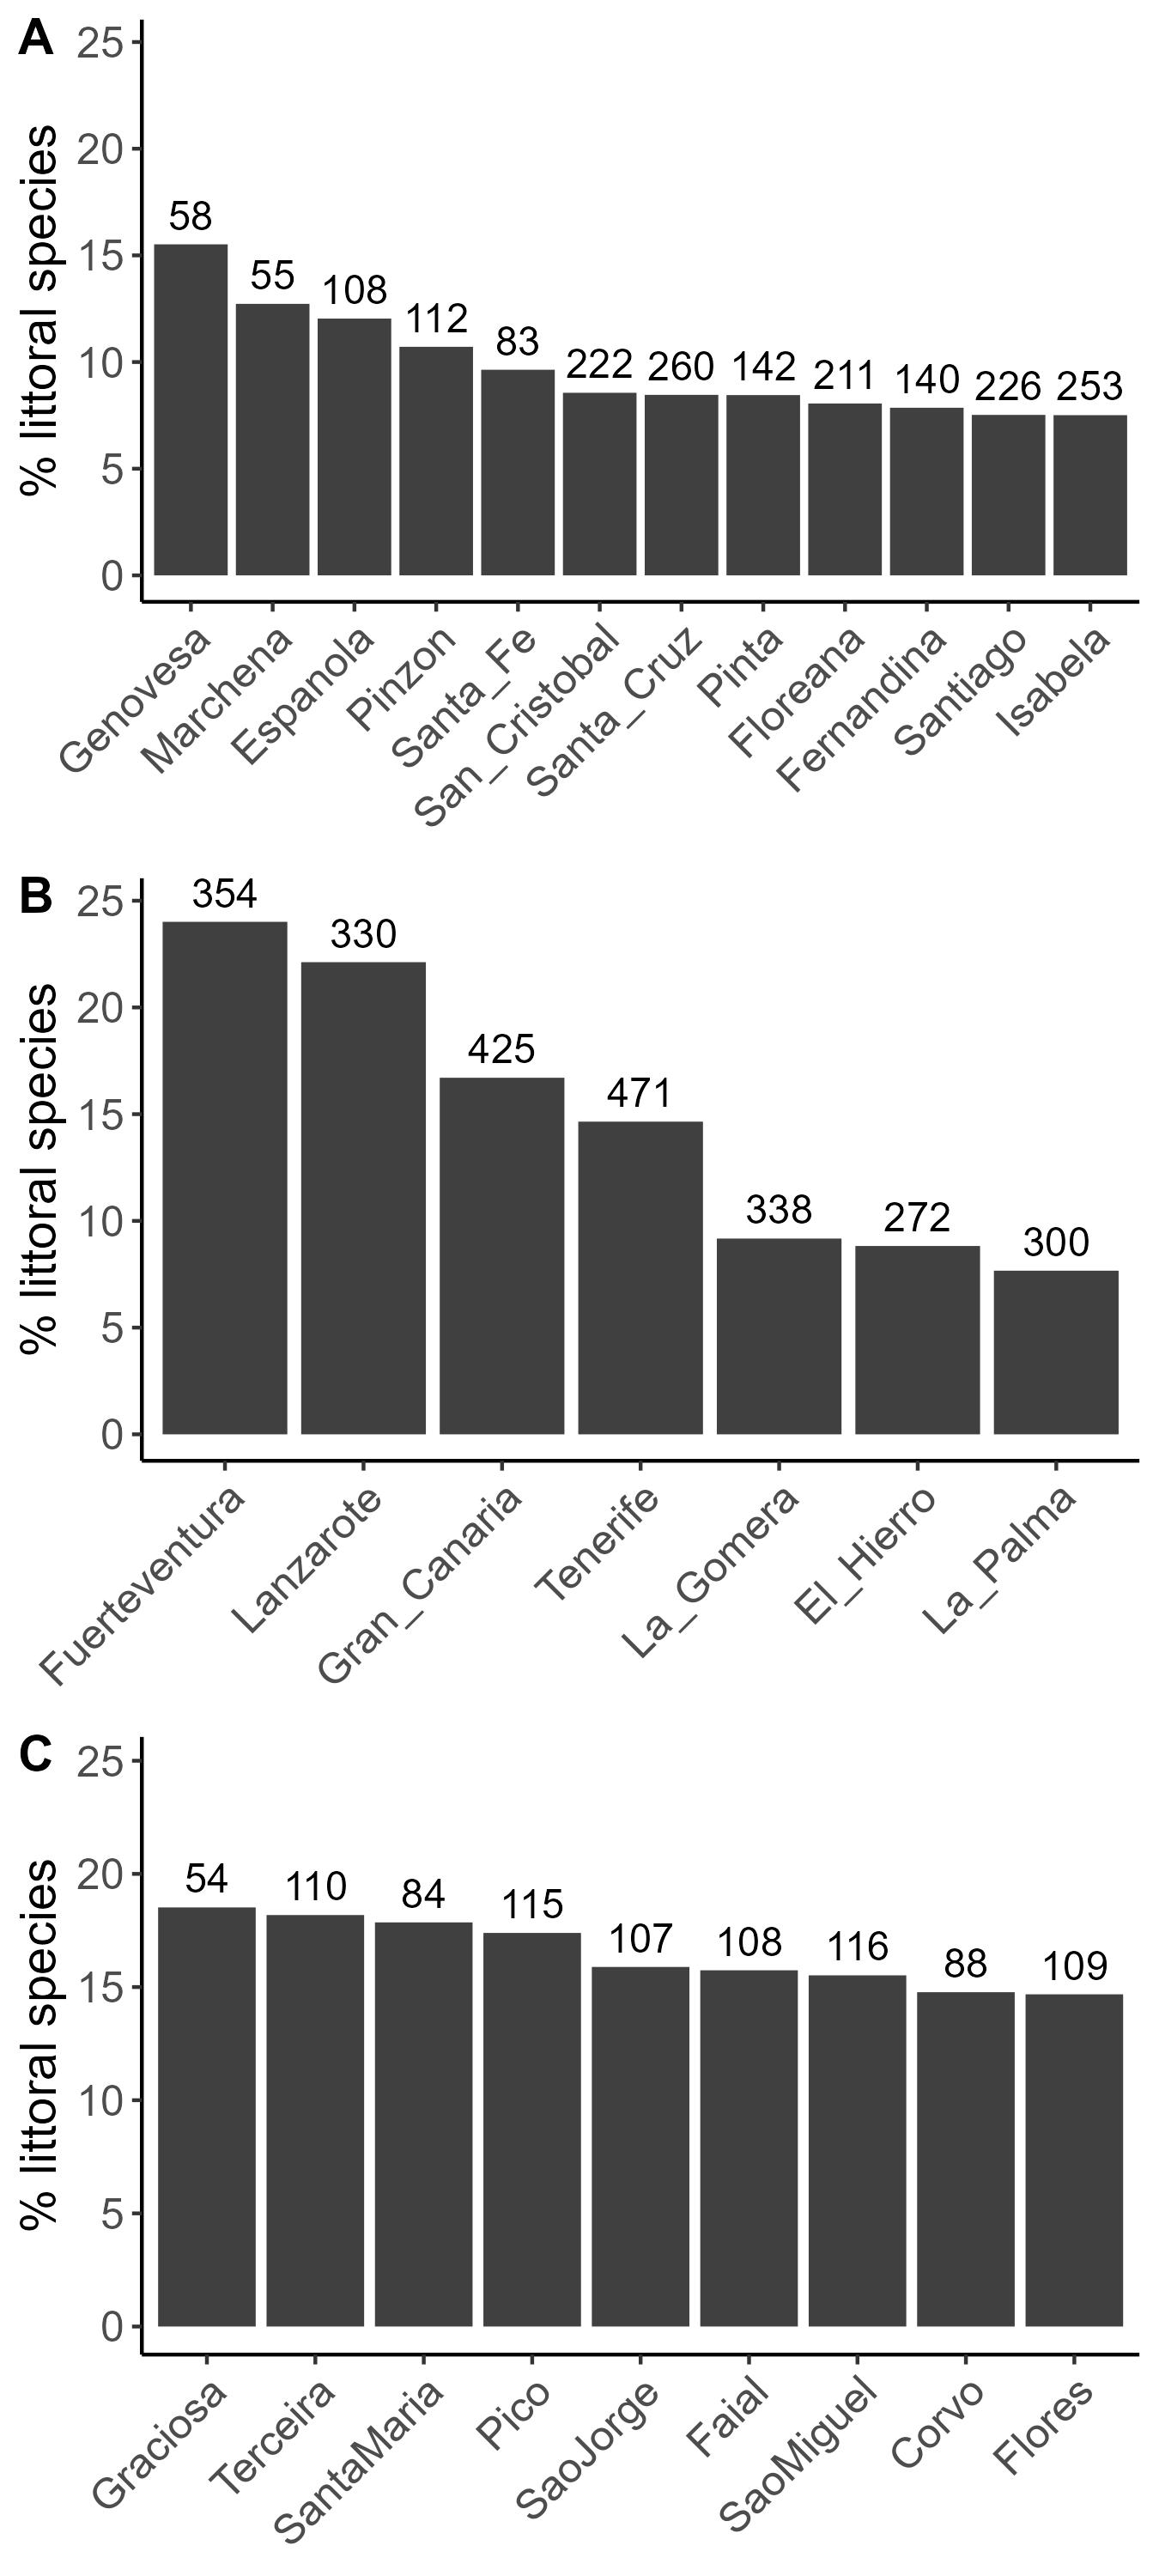 A
% littoral species
25
20
15
10
5
0
58
55
108
112
83
222
260
142
211
140
226
253
Genovesa
Marchena
Espanola
Pinzon
Santa_Fe
San_Cristobal
Santa_Cruz
Pinta
Floreana
Fernandina
Santiago
Isabela
B
% littoral species
25
20
15
10
5
0
354
330
425
471
338
272
300
Fuerteventura
Lanzarote
Gran_Canaria
Tenerife
La_Gomera
El_Hierro
La_Palma
C
% littoral species
25
20
15
10
5
0
54
110
84
115
107
108
116
88
109
Graciosa
Terceira
SantaMaria
Pico
SaoJorge
Faial
SaoMiguel
Corvo
Flores